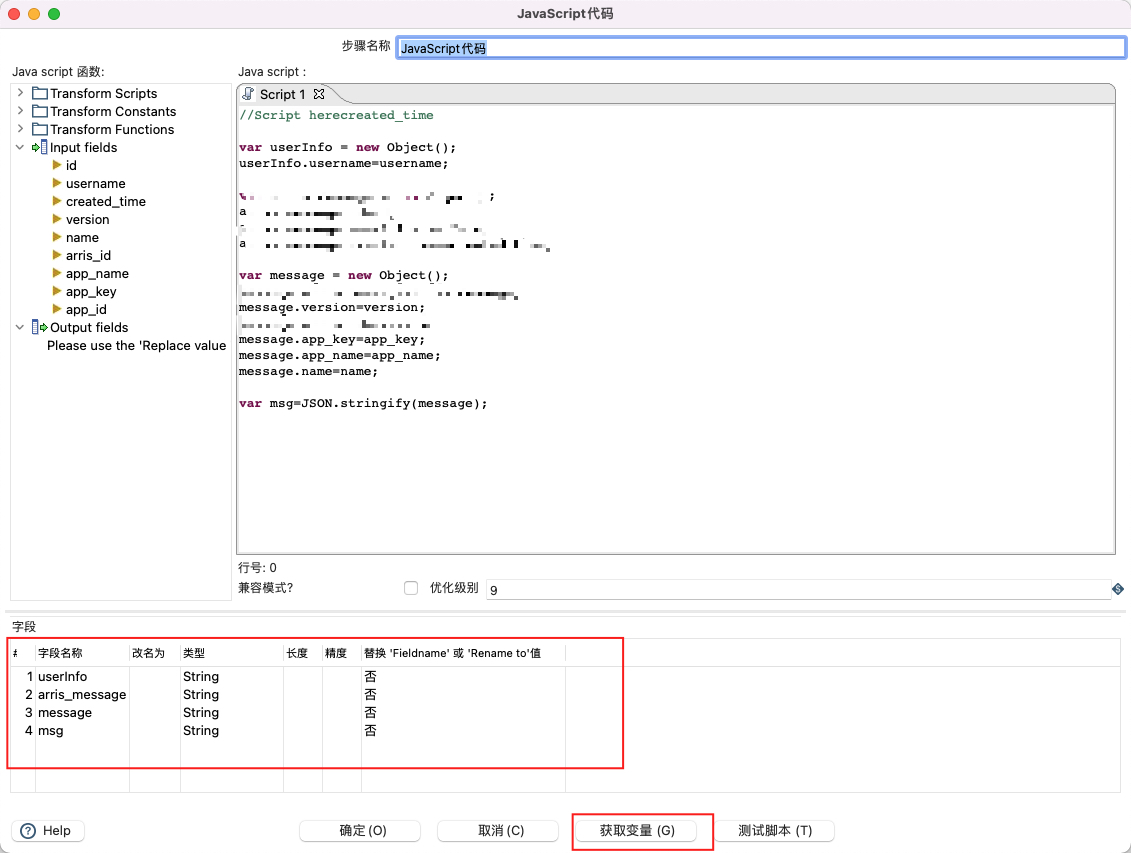 JavaScript代码
步骤名称 JavaScript代码
Java script 函数:
Transform Scripts
Transform Constants
Transform Functions
Input fields
id
username
created_time
version
name
arris_id
app_name
app_key
app_id
Output fields
Please use the 'Replace value
Java script :
Script 1
//Script herecreated_time
var userInfo = new Object();
userInfo.username=username;
var message = new Object();
message.version=version;
message.app_key=app_key;
message.app_name=app_name;
message.name=name;
var msg=JSON.stringify(message);
行号: 0
兼容模式? 优化级别 9
字段
# 字段名称 改名为 类型 长度 精度 替换 'Fieldname' 或 'Rename to'值
1 userInfo String 否
2 arris_message String 否
3 message String 否
4 msg String 否
Help 确定(O) 取消(C) 获取变量 (G) 测试脚本 (T)